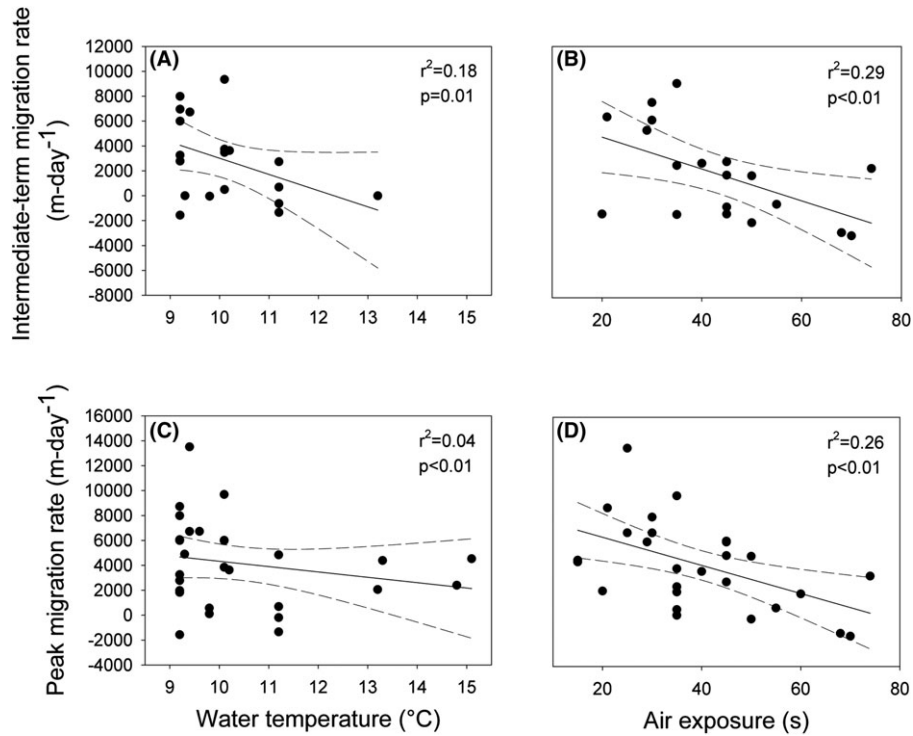 Intermediate-term migration rate
(m-day⁻¹)
12000
10000
8000
6000
4000
2000
0
-2000
-4000
-6000
-8000
(A)
r²=0.18
p=0.01
9 10 11 12 13 14 15
(B)
r²=0.29
p<0.01
20 40 60 80
Peak migration rate (m-day⁻¹)
16000
14000
12000
10000
8000
6000
4000
2000
0
-2000
-4000
(C)
r²=0.04
p<0.01
9 10 11 12 13 14 15
Water temperature (°C)
(D)
r²=0.26
p<0.01
20 40 60 80
Air exposure (s)